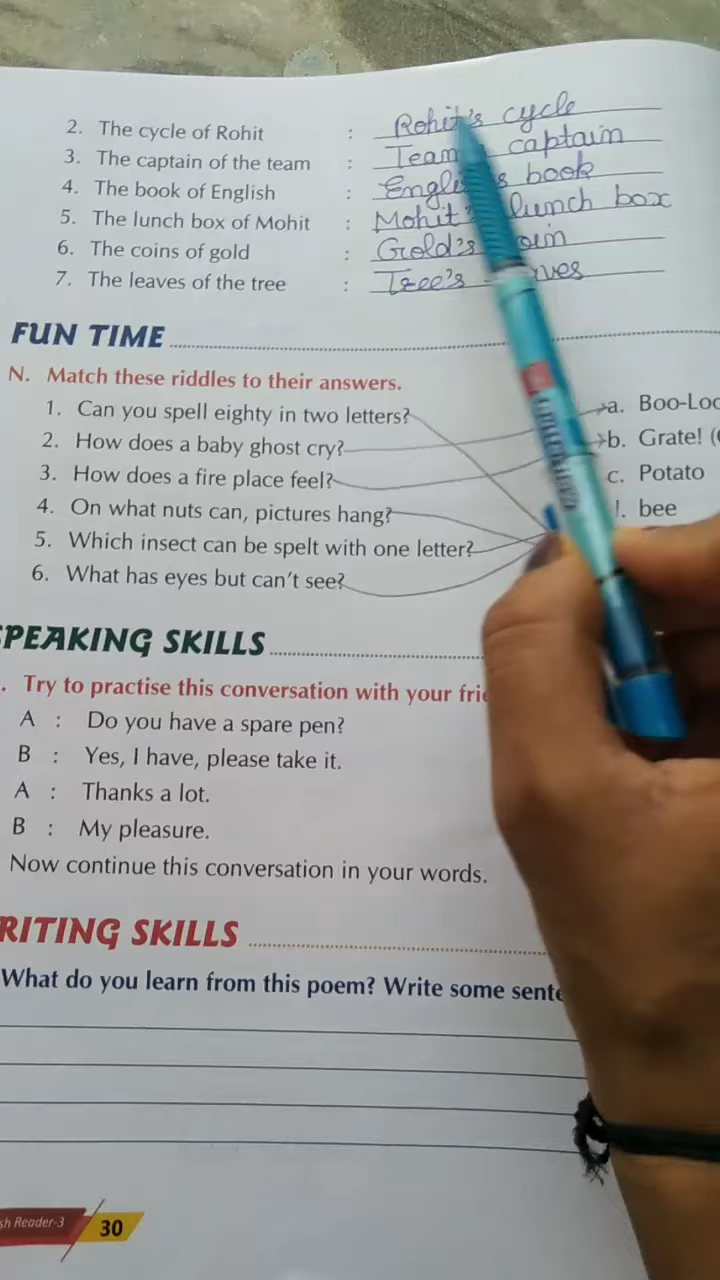 2. The cycle of Rohit : Rohit's cycle
3. The captain of the team : Team captain
4. The book of English : book
5. The lunch box of Mohit : Mohit's lunch box
6. The coins of gold : Gold's
7. The leaves of the tree : Tree's
FUN TIME
N. Match these riddles to their answers.
1. Can you spell eighty in two letters? a. Boo-Loo
2. How does a baby ghost cry? b. Grate! (
3. How does a fire place feel? c. Potato
4. On what nuts can, pictures hang? bee
5. Which insect can be spelt with one letter?
6. What has eyes but can't see?
SPEAKING SKILLS
. Try to practise this conversation with your
A : Do you have a spare pen?
B : Yes, I have, please take it.
A : Thanks a lot.
B : My pleasure.
Now continue this conversation in your words.
RITING SKILLS
What do you learn from this poem? Write some
sh Reader-3 30